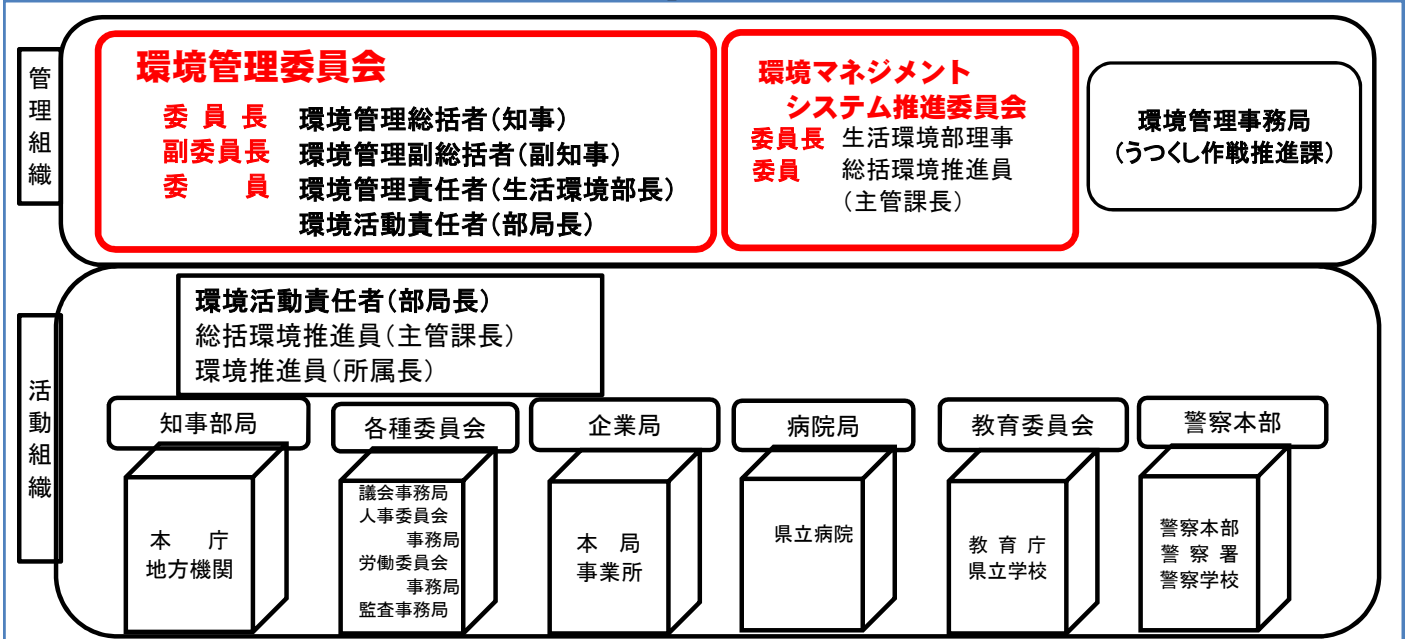 管理組織
環境管理委員会
委員長 環境管理総括者(知事)
副委員長 環境管理副総括者(副知事)
委員 環境管理責任者(生活環境部長)
環境活動責任者(部局長)
環境マネジメント
システム推進委員会
委員長 生活環境部理事
委員 総括環境推進員
(主管課長)
環境管理事務局
(うつくし作戦推進課)
活動組織
環境活動責任者(部局長)
総括環境推進員(主管課長)
環境推進員(所属長)
知事部局
本庁
地方機関
各種委員会
議会事務局
人事委員会
事務局
労働委員会
事務局
監査事務局
企業局
本局
事業所
病院局
県立病院
教育委員会
教育庁
県立学校
警察本部
警察本部
警察署
警察学校